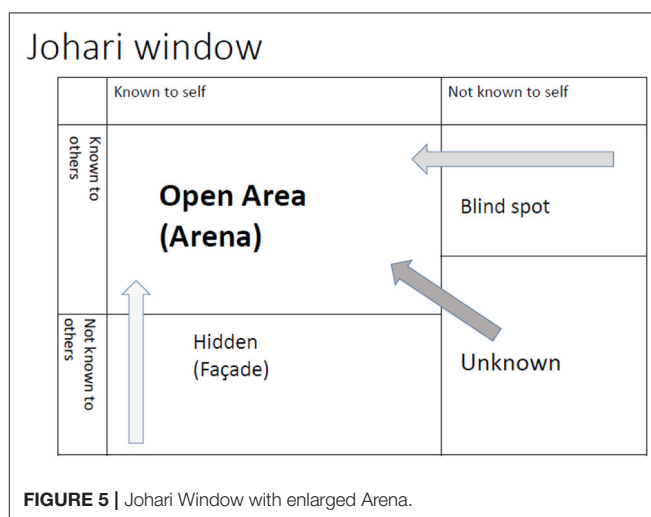 Johari window
Known to self
Not known to self
Known to
others
Open Area
(Arena)
Blind spot
Not known to
others
Hidden
(Façade)
Unknown
FIGURE 5 | Johari Window with enlarged Arena.